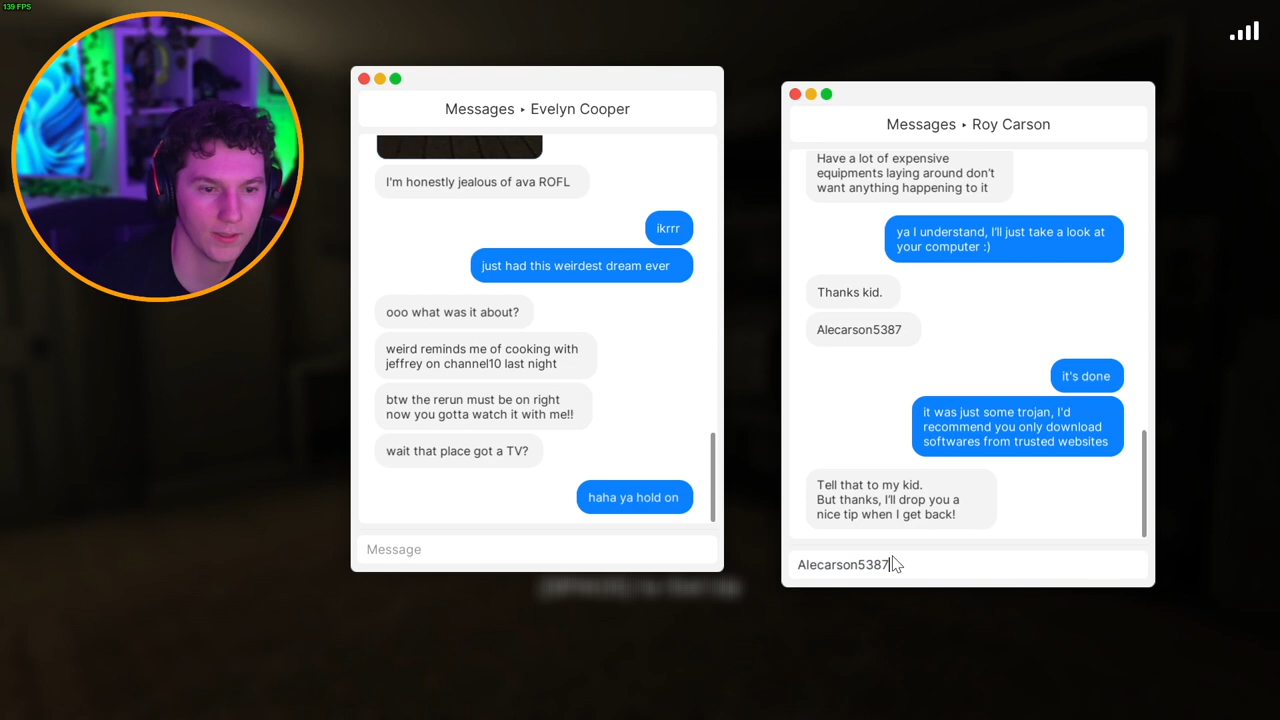 139 FPS
Messages ‣ Evelyn Cooper
I'm honestly jealous of ava ROFL
ikrrr
just had this weirdest dream ever
ooo what was it about?
weird reminds me of cooking with
jeffrey on channel10 last night
btw the rerun must be on right
now you gotta watch it with me!!
wait that place got a TV?
haha ya hold on
Message
Messages ‣ Roy Carson
Have a lot of expensive
equipments laying around don't
want anything happening to it
ya I understand, I'll just take a look at
your computer :)
Thanks kid.
Alecarson5387
it's done
it was just some trojan, I'd
recommend you only download
softwares from trusted websites
Tell that to my kid.
But thanks, I'll drop you a
nice tip when I get back!
Alecarson5387